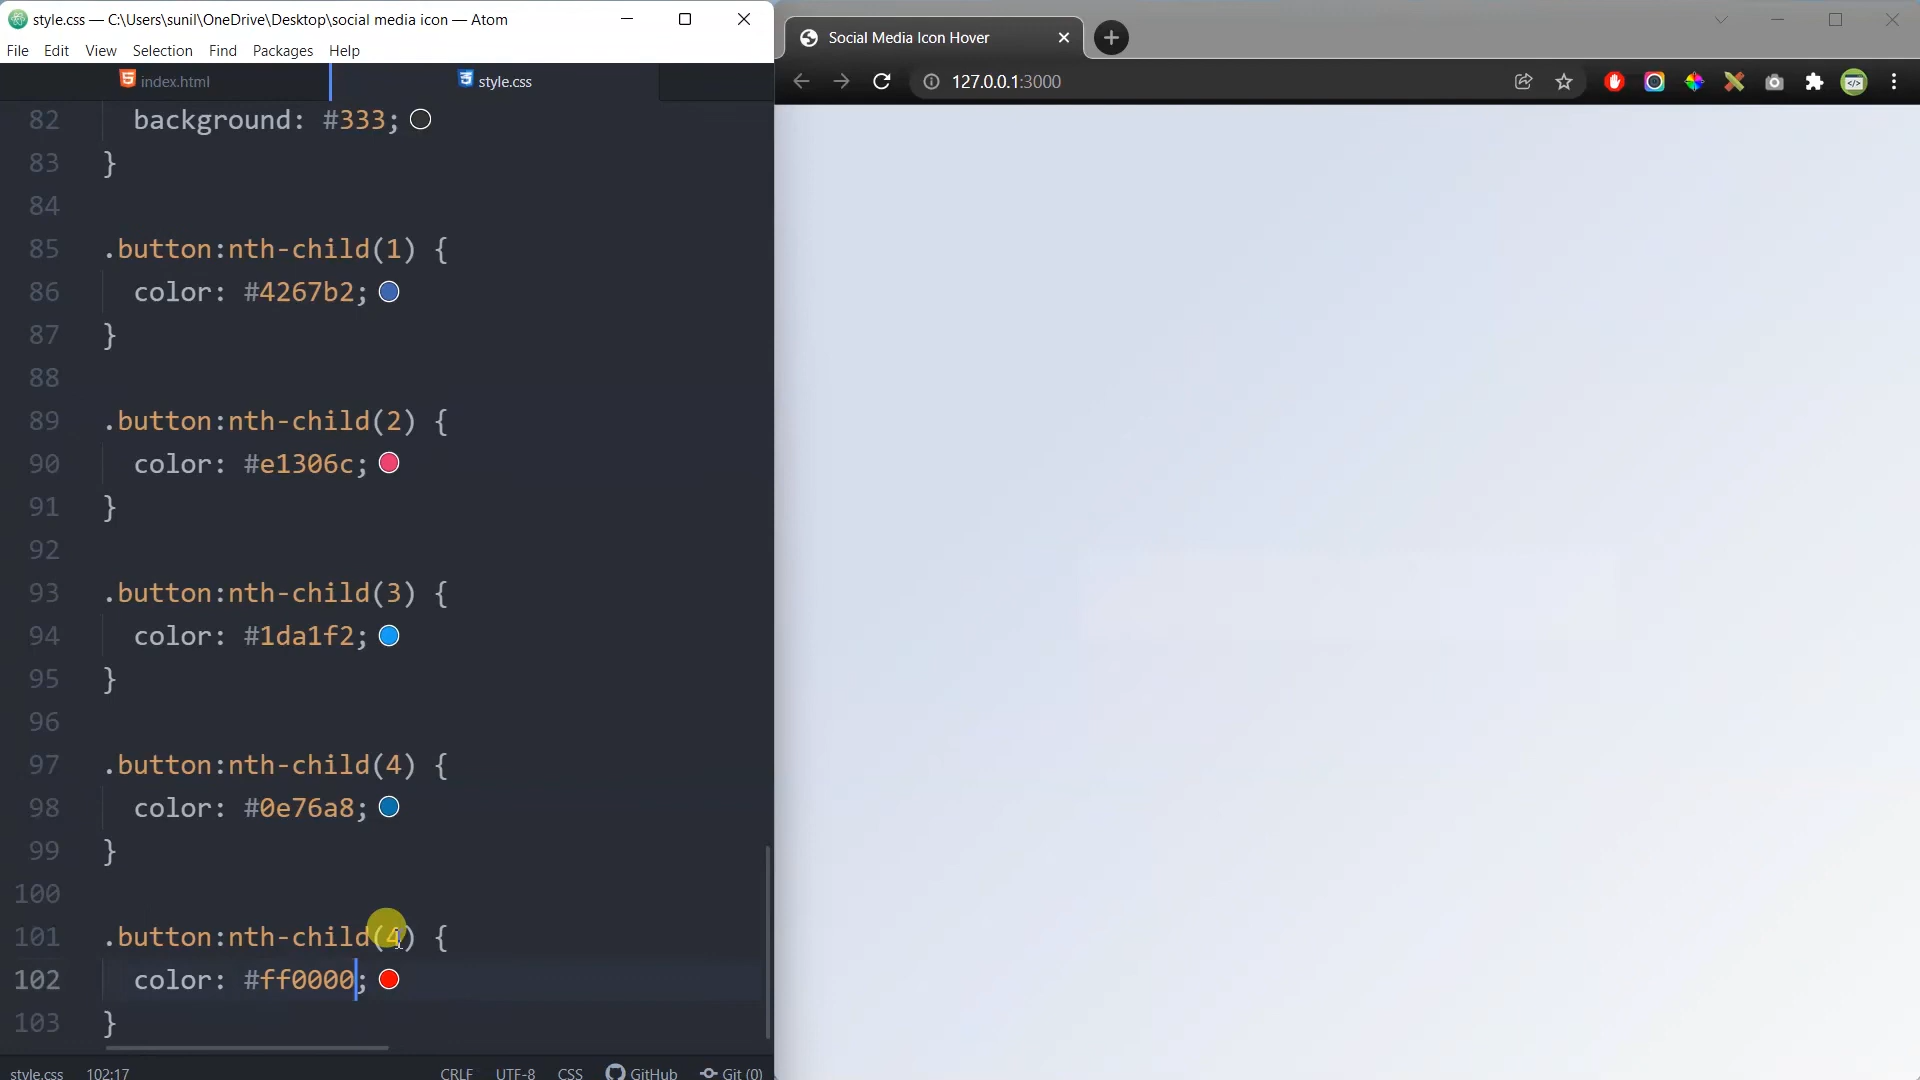 style.css — C:\Users\sunil\OneDrive\Desktop\social media icon — Atom
File Edit View Selection Find Packages Help
index.html
style.css
82 background: #333;
83 }
84
85 .button:nth-child(1) {
86 color: #4267b2;
87 }
88
89 .button:nth-child(2) {
90 color: #e1306c;
91 }
92
93 .button:nth-child(3) {
94 color: #1da1f2;
95 }
96
97 .button:nth-child(4) {
98 color: #0e76a8;
99 }
100
101 .button:nth-child(4) {
102 color: #ff0000;
103 }
style.css 102:17 CRLF UTF-8 CSS GitHub Git (0)
Social Media Icon Hover
127.0.0.1:3000